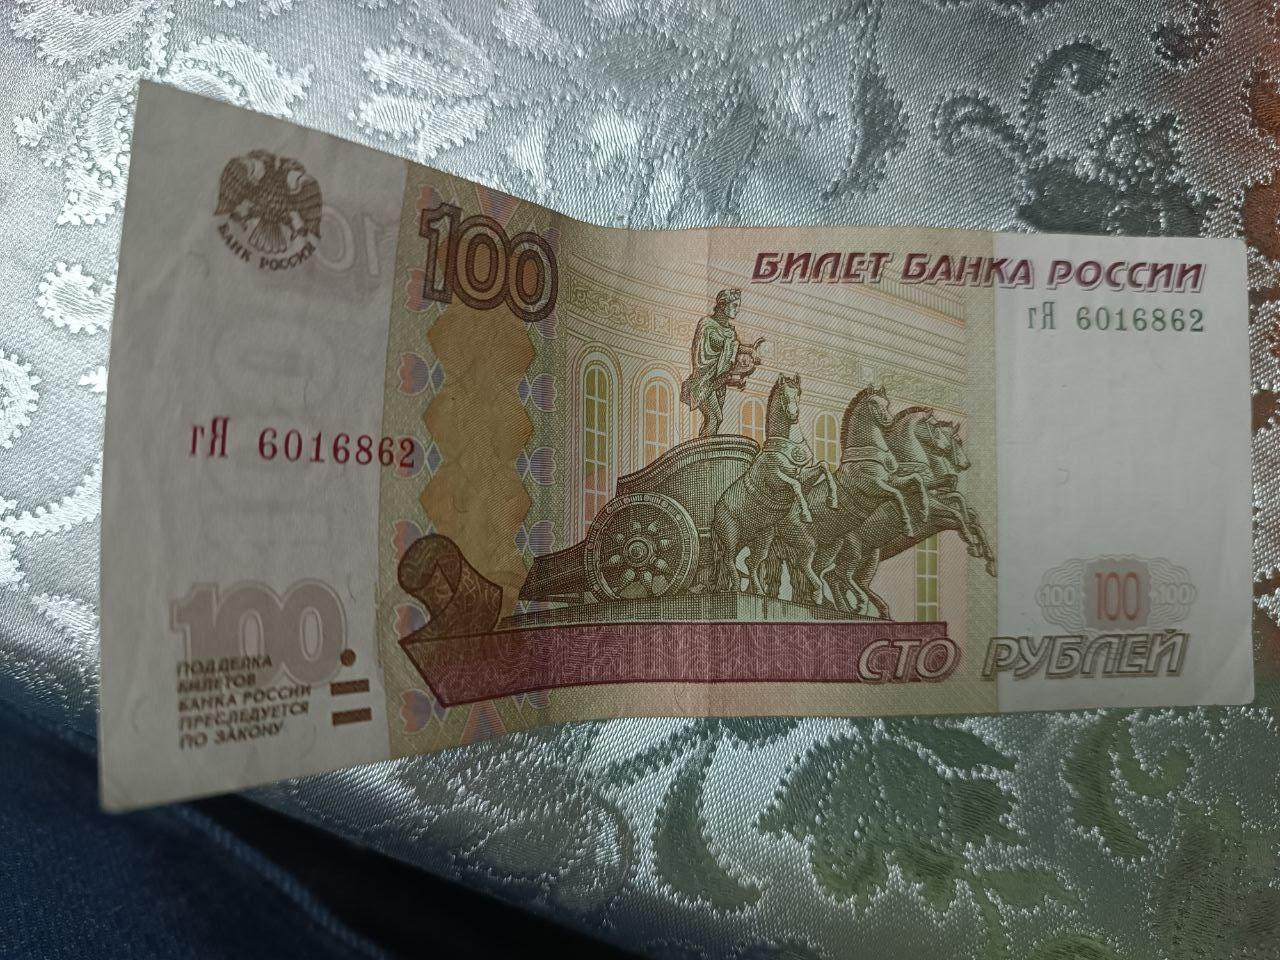 БАНК РОССИИ
100
БИЛЕТ БАНКА РОССИИ
гЯ 6016862
гЯ 6016862
100
ПОДДЕЛКА
БИЛЕТОВ
БАНКА РОССИИ
ПРЕСЛЕДУЕТСЯ
ПО ЗАКОНУ
100 100 100
СТО РУБЛЕЙ